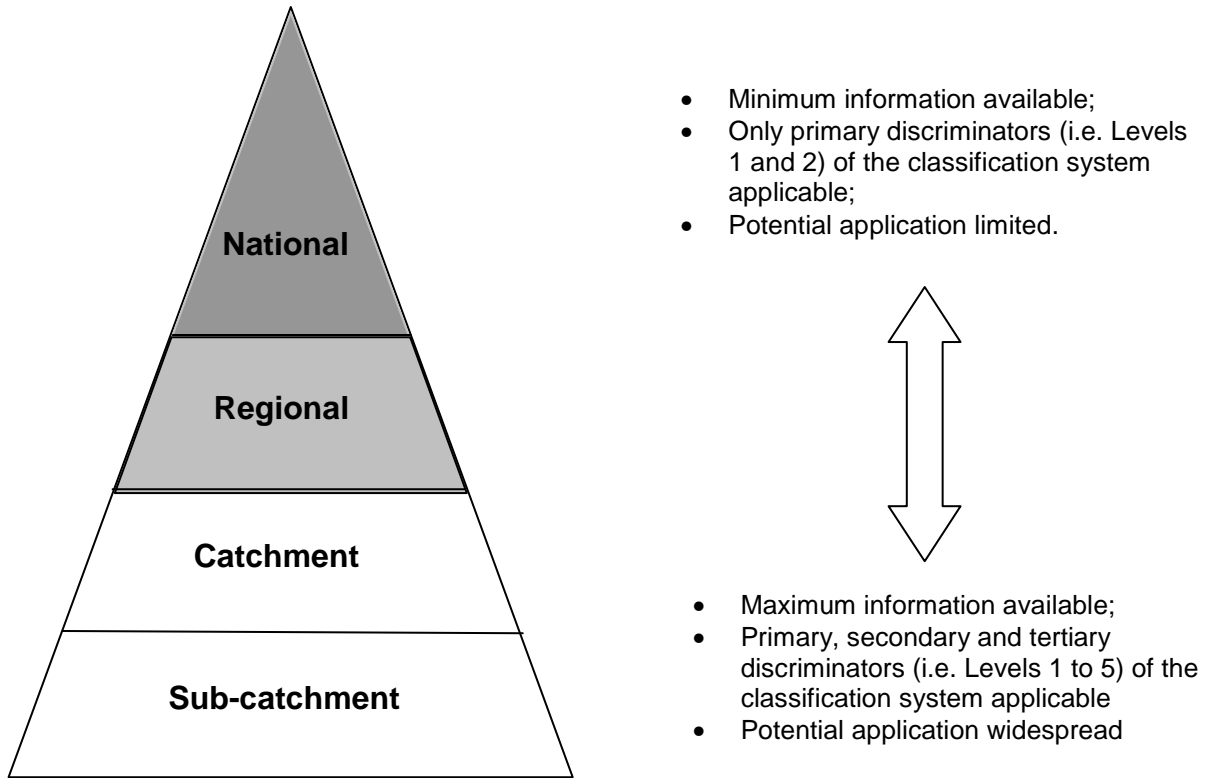 National
Regional
Catchment
Sub-catchment
• Minimum information available;
• Only primary discriminators (i.e. Levels
1 and 2) of the classification system
applicable;
• Potential application limited.
• Maximum information available;
• Primary, secondary and tertiary
discriminators (i.e. Levels 1 to 5) of the
classification system applicable
• Potential application widespread